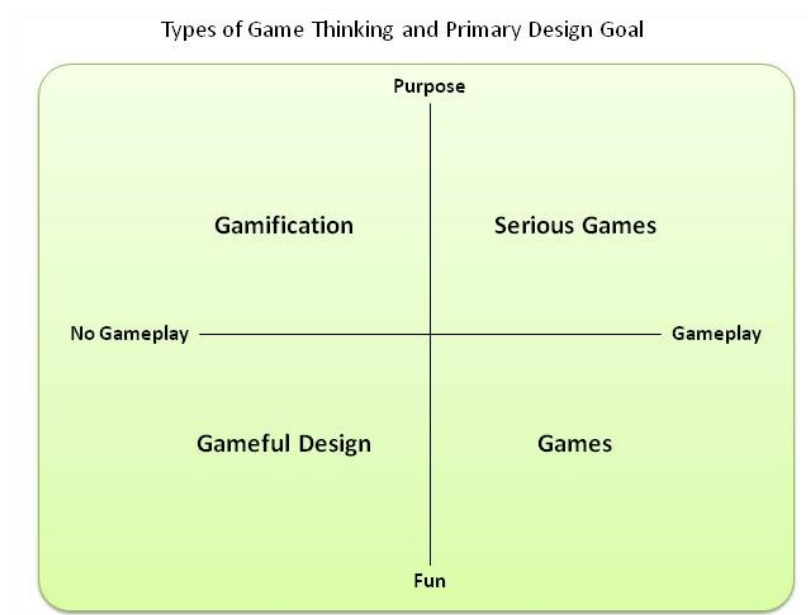 Types of Game Thinking and Primary Design Goal
Purpose
Gamification
Serious Games
No Gameplay
Gameplay
Gameful Design
Games
Fun